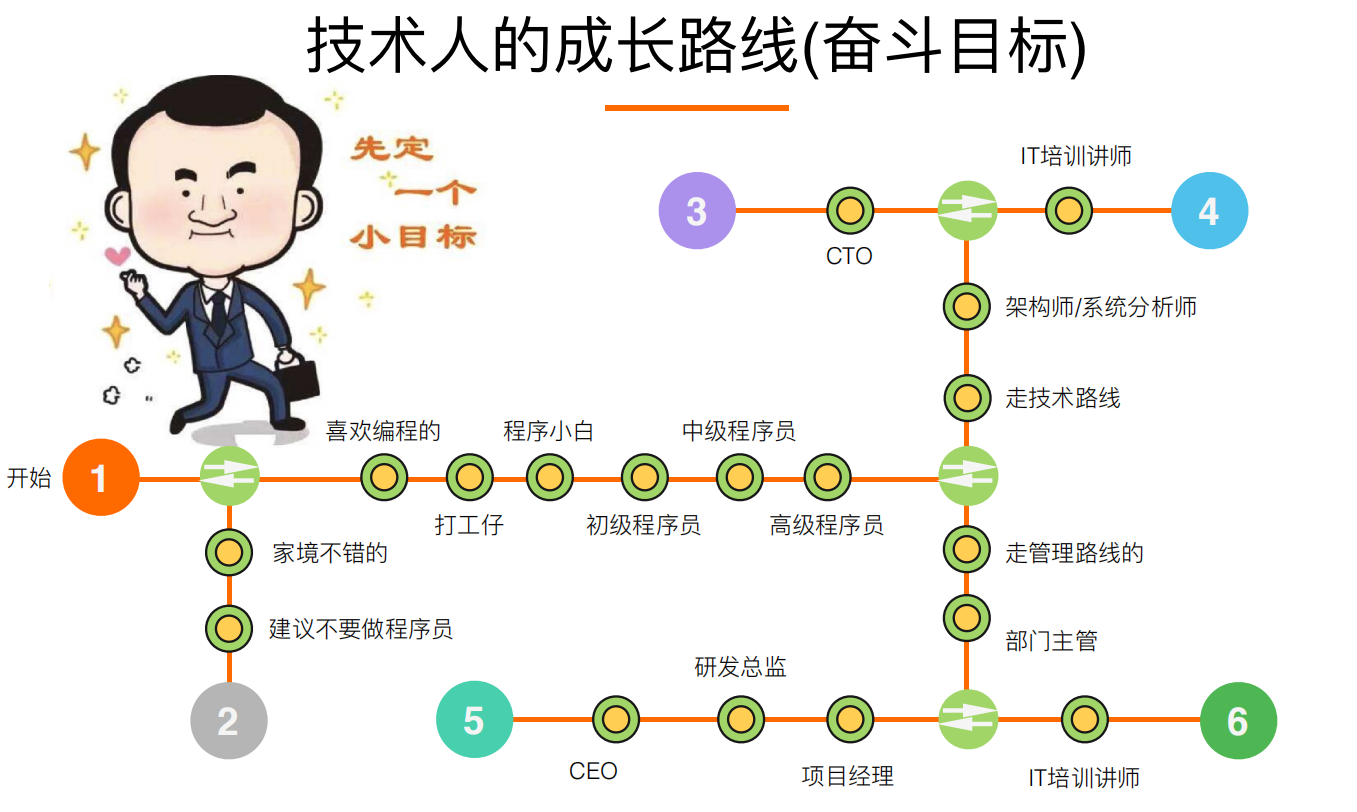 技术人的成长路线(奋斗目标)
先定
一个
小目标
IT培训讲师
3
4
CTO
架构师/系统分析师
走技术路线
喜欢编程的
程序小白
中级程序员
开始
1
打工仔
初级程序员
高级程序员
家境不错的
走管理路线的
建议不要做程序员
部门主管
研发总监
2
5
6
CEO
项目经理
IT培训讲师